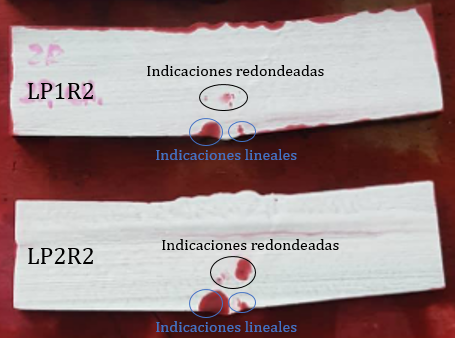 LP1R2
Indicaciones redondeadas
Indicaciones lineales
LP2R2
Indicaciones redondeadas
Indicaciones lineales